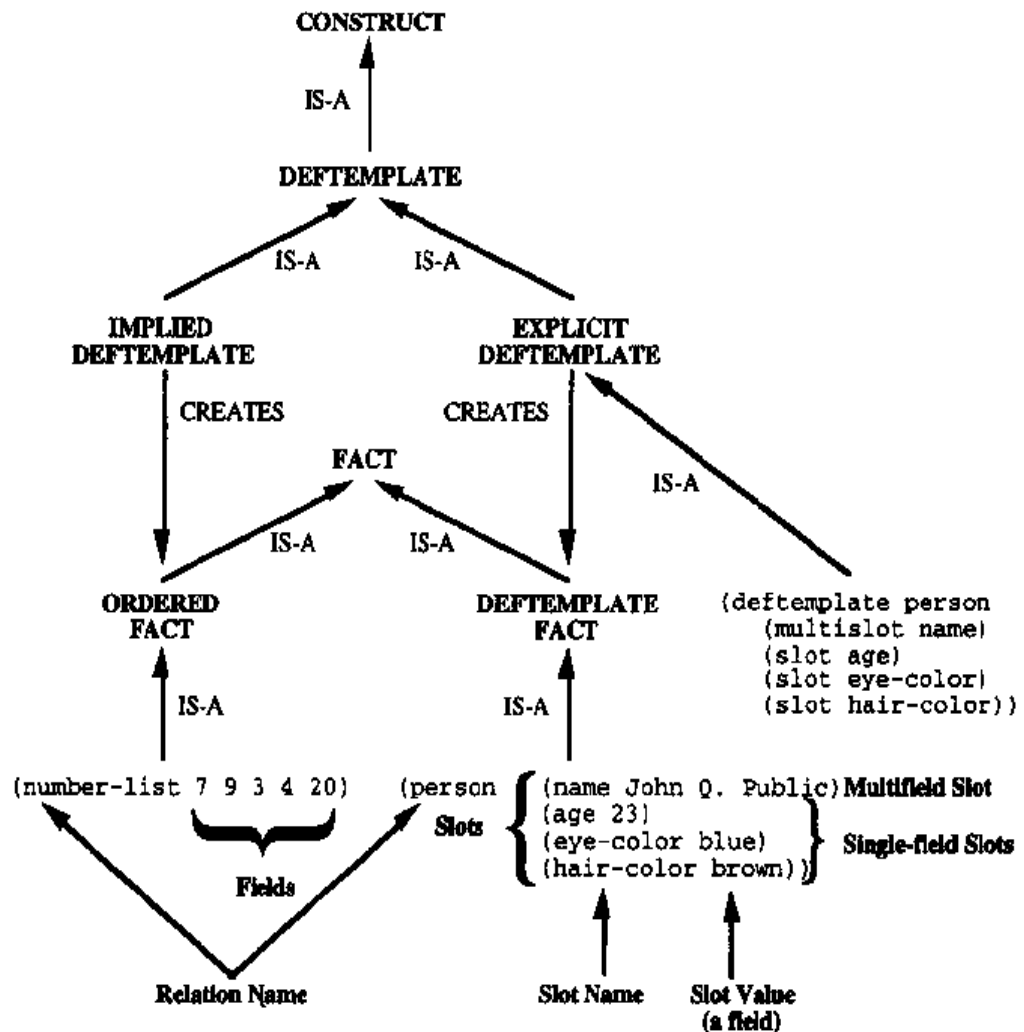 CONSTRUCT
IS-A
DEFTEMPLATE
IS-A
IS-A
IMPLIED
DEFTEMPLATE
EXPLICIT
DEFTEMPLATE
CREATES
CREATES
FACT
IS-A
IS-A
IS-A
ORDERED
FACT
DEFTEMPLATE
FACT
(deftemplate person
(multislot name)
(slot age)
(slot eye-color)
(slot hair-color))
IS-A
IS-A
(number-list 7 9 3 4 20)
(person
Slots
(name John Q. Public)
(age 23)
(eye-color blue)
(hair-color brown))
Multifield Slot
Single-field Slots
Fields
Relation Name
Slot Name
Slot Value
(a field)